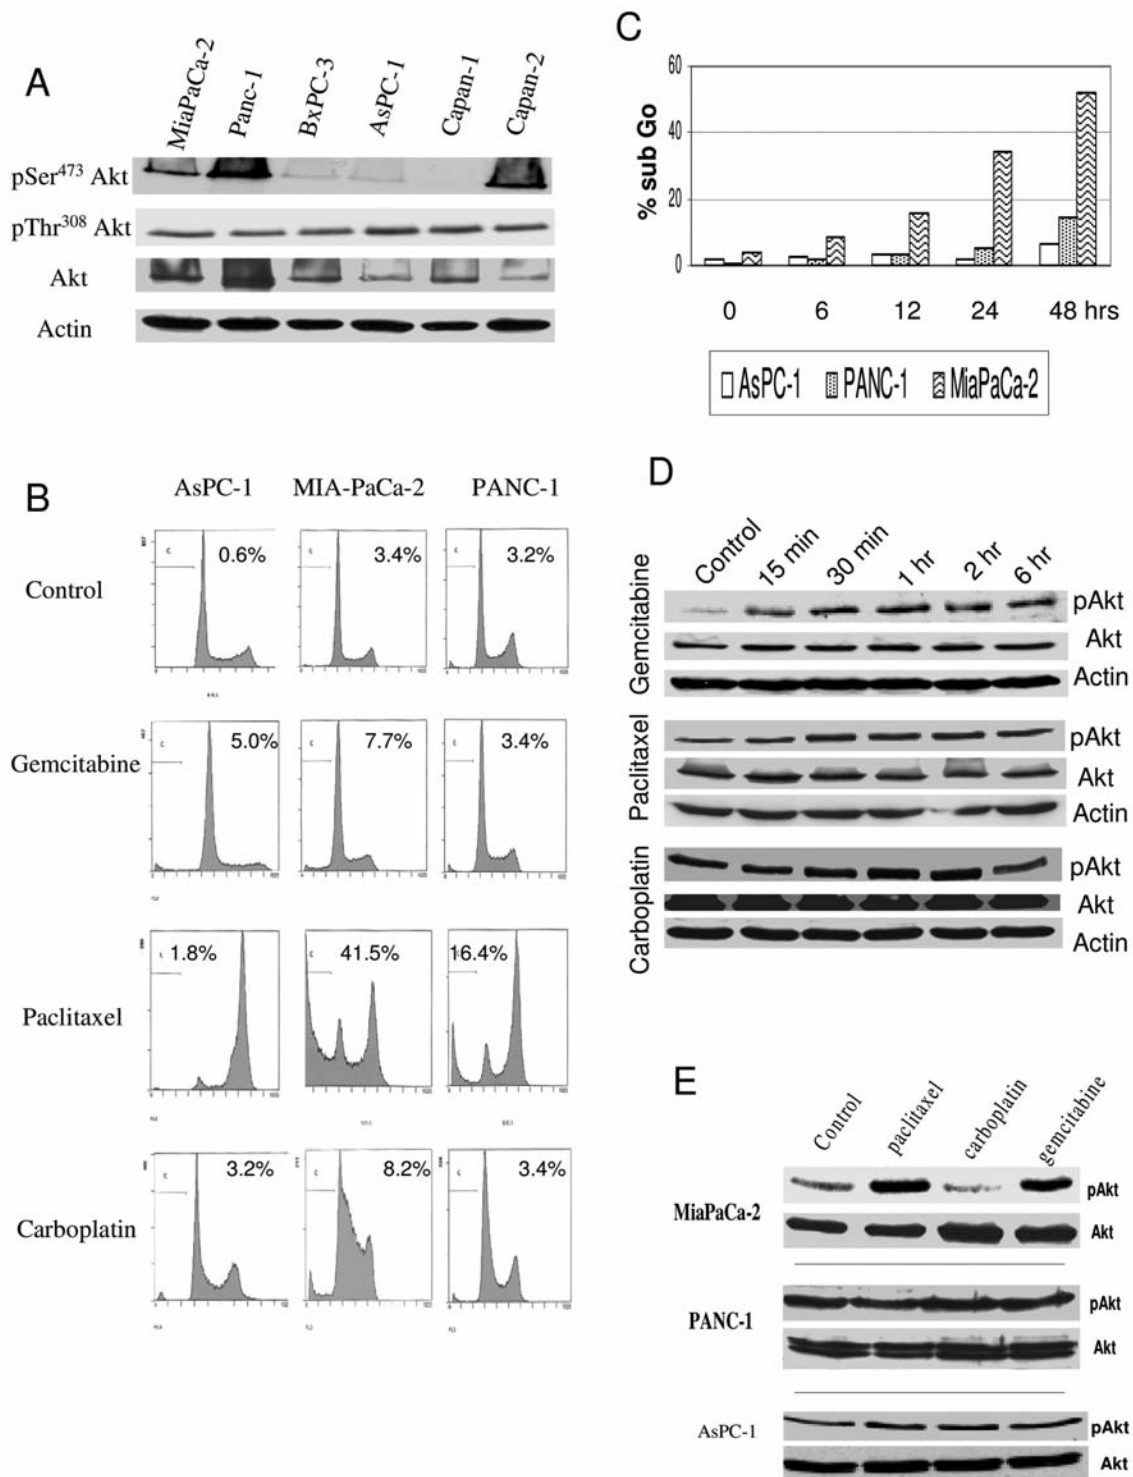 A
MiaPaCa-2
Panc-1
BxPC-3
AsPC-1
Capan-1
Capan-2
pSer⁴⁷³ Akt
pThr³⁰⁸ Akt
Akt
Actin
C
% sub Go
60
40
20
0
0 6 12 24 48 hrs
AsPC-1 PANC-1 MiaPaCa-2
B
AsPC-1 MIA-PaCa-2 PANC-1
Control
0.6% 3.4% 3.2%
Gemcitabine
5.0% 7.7% 3.4%
Paclitaxel
1.8% 41.5% 16.4%
Carboplatin
3.2% 8.2% 3.4%
D
Control 15 min 30 min 1 hr 2 hr 6 hr
Gemcitabine
pAkt
Akt
Actin
Paclitaxel
pAkt
Akt
Actin
Carboplatin
pAkt
Akt
Actin
E
Control paclitaxel carboplatin gemcitabine
MiaPaCa-2
pAkt
Akt
PANC-1
pAkt
Akt
AsPC-1
pAkt
Akt